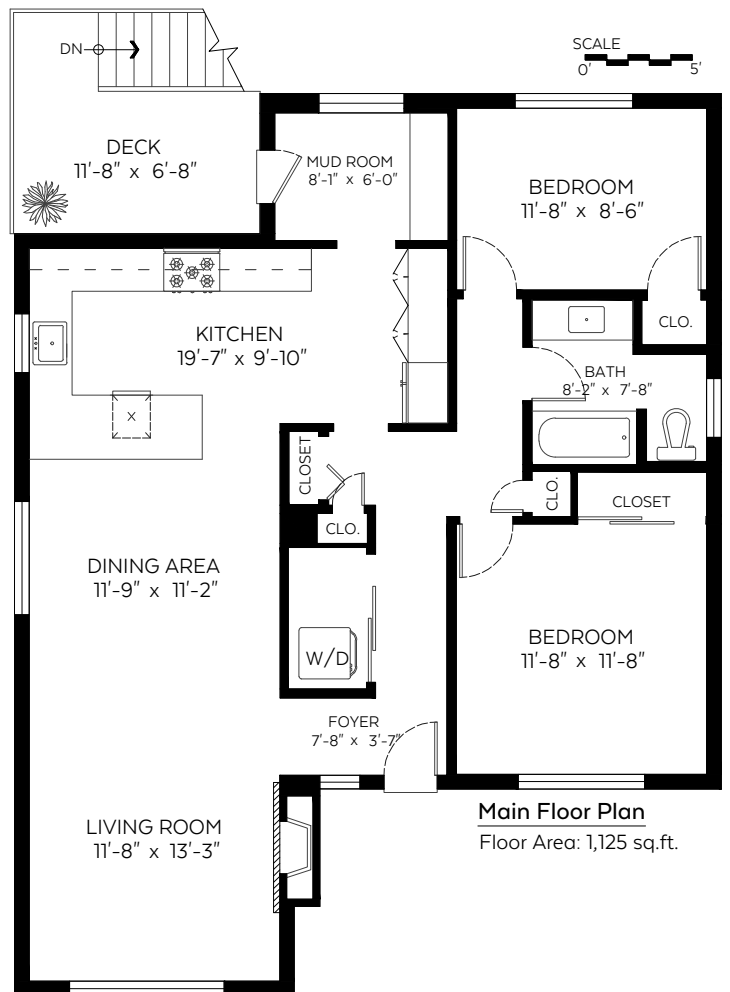 DN
SCALE
0' 5'
DECK
11'-8" x 6'-8"
MUD ROOM
8'-1" x 6'-0"
BEDROOM
11'-8" x 8'-6"
CLO.
KITCHEN
19'-7" x 9'-10"
BATH
8'-2" x 7'-8"
X
CLOSET
CLO.
CLO.
CLOSET
DINING AREA
11'-9" x 11'-2"
BEDROOM
11'-8" x 11'-8"
W/D
FOYER
7'-8" x 3'-7"
LIVING ROOM
11'-8" x 13'-3"
Main Floor Plan
Floor Area: 1,125 sq.ft.